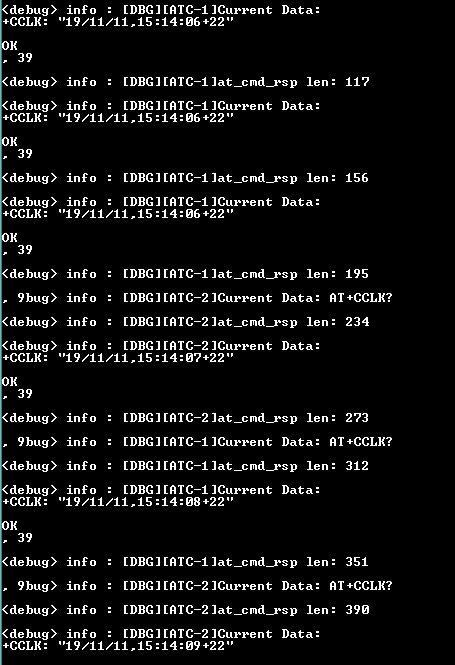 <debug> info : [DBG][ATC-1]Current Data:
+CCLK: "19/11/11,15:14:06+22"
OK
, 39
<debug> info : [DBG][ATC-1]at_cmd_rsp len: 117
<debug> info : [DBG][ATC-1]Current Data:
+CCLK: "19/11/11,15:14:06+22"
OK
, 39
<debug> info : [DBG][ATC-1]at_cmd_rsp len: 156
<debug> info : [DBG][ATC-1]Current Data:
+CCLK: "19/11/11,15:14:06+22"
OK
, 39
<debug> info : [DBG][ATC-1]at_cmd_rsp len: 195
, 9bug> info : [DBG][ATC-2]Current Data: AT+CCLK?
<debug> info : [DBG][ATC-2]at_cmd_rsp len: 234
<debug> info : [DBG][ATC-2]Current Data:
+CCLK: "19/11/11,15:14:07+22"
OK
, 39
<debug> info : [DBG][ATC-2]at_cmd_rsp len: 273
, 9bug> info : [DBG][ATC-1]Current Data: AT+CCLK?
<debug> info : [DBG][ATC-1]at_cmd_rsp len: 312
<debug> info : [DBG][ATC-1]Current Data:
+CCLK: "19/11/11,15:14:08+22"
OK
, 39
<debug> info : [DBG][ATC-1]at_cmd_rsp len: 351
, 9bug> info : [DBG][ATC-2]Current Data: AT+CCLK?
<debug> info : [DBG][ATC-2]at_cmd_rsp len: 390
<debug> info : [DBG][ATC-2]Current Data:
+CCLK: "19/11/11,15:14:09+22"